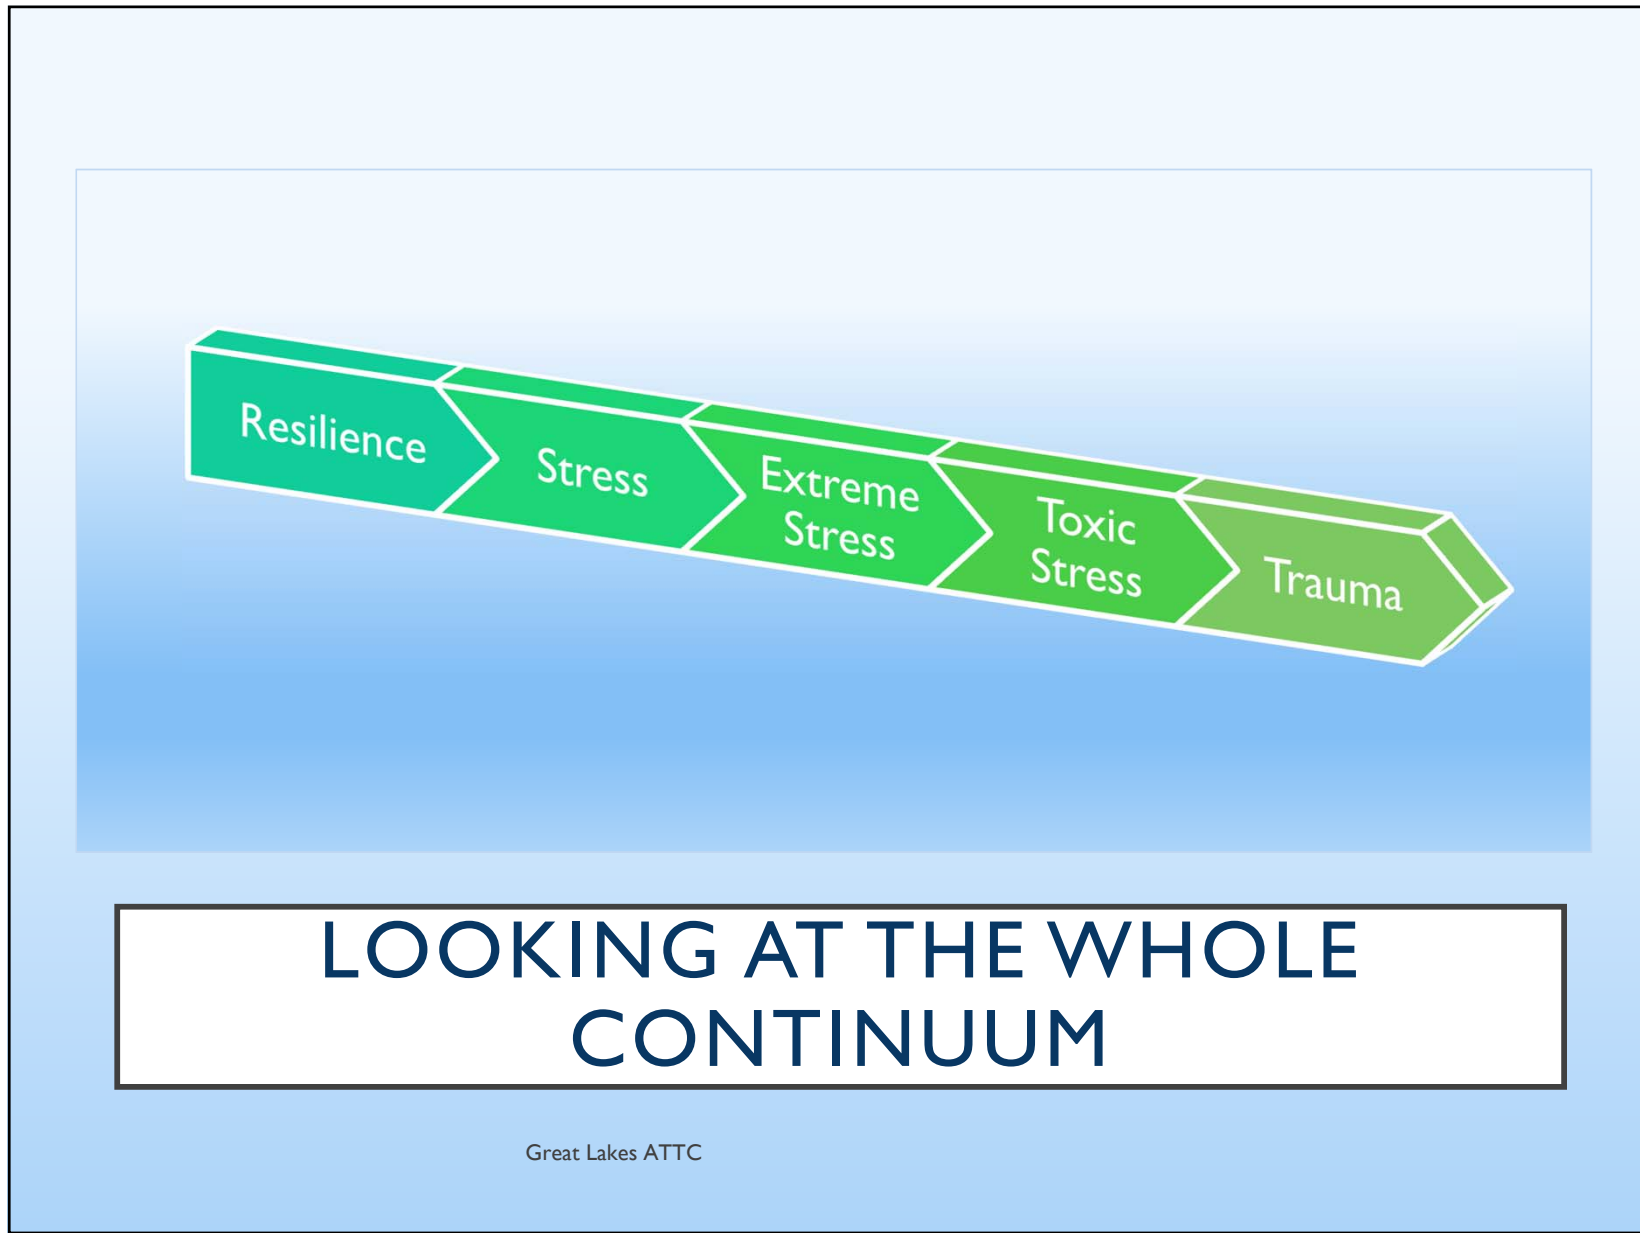 Resilience
Stress
Extreme
Stress
Toxic
Stress
Trauma
LOOKING AT THE WHOLE
CONTINUUM
Great Lakes ATTC